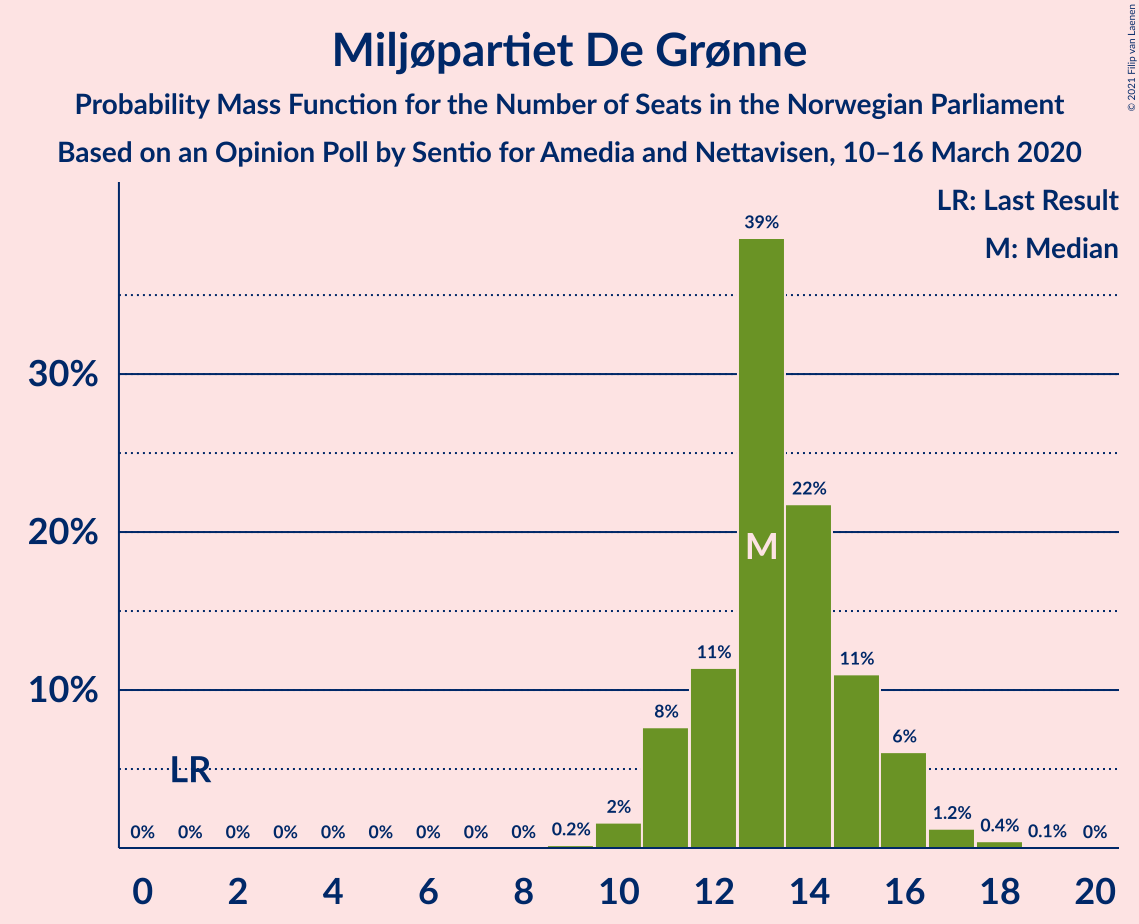 Miljøpartiet De Grønne
Probability Mass Function for the Number of Seats in the Norwegian Parliament
Based on an Opinion Poll by Sentio for Amedia and Nettavisen, 10–16 March 2020
© 2021 Filip van Laenen
LR: Last Result
M: Median
39%
30%
22%
20%
M
11%
11%
10%
8%
6%
LR
2%
1.2%
0% 0% 0% 0% 0% 0% 0% 0% 0% 0.2% 0.4% 0.1% 0%
0 2 4 6 8 10 12 14 16 18 20